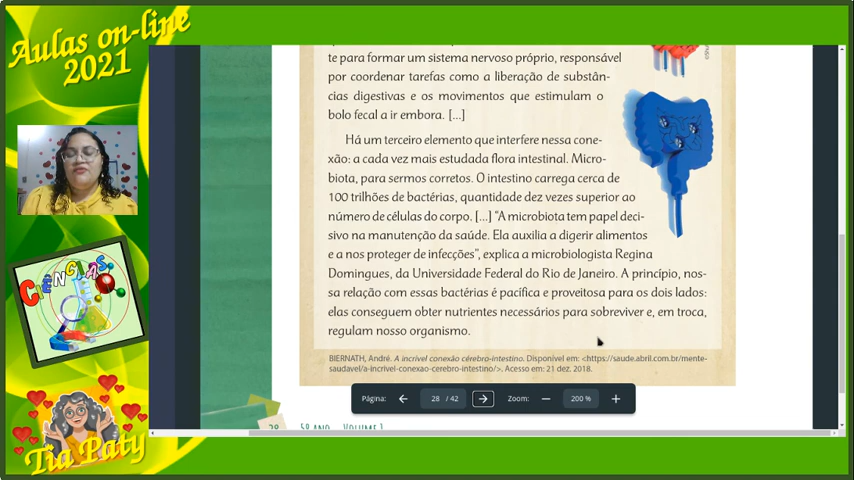 Aulas on-line
2021
CIÊNCIAS
Tia Paty
te para formar um sistema nervoso próprio, responsável
por coordenar tarefas como a liberação de substân-
cias digestivas e os movimentos que estimulam o
bolo fecal a ir embora. [...]
Há um terceiro elemento que interfere nessa cone-
xão: a cada vez mais estudada flora intestinal. Micro-
biota, para sermos corretos. O intestino carrega cerca de
100 trilhões de bactérias, quantidade dez vezes superior ao
número de células do corpo. [...] "A microbiota tem papel deci-
sivo na manutenção da saúde. Ela auxilia a digerir alimentos
e a nos proteger de infecções", explica a microbiologista Regina
Domingues, da Universidade Federal do Rio de Janeiro. A princípio, nos-
sa relação com essas bactérias é pacífica e proveitosa para os dois lados:
elas conseguem obter nutrientes necessários para sobreviver e, em troca,
regulam nosso organismo.
BIERNATH, André. A incrível conexão cérebro-intestino. Disponível em: <https://saude.abril.com.br/mente-
saudavel/a-incrivel-conexao-cerebro-intestino/>. Acesso em: 21 dez. 2018.
Página: 28 / 42 Zoom: 200 %
28 5º ANO VOLUME 1